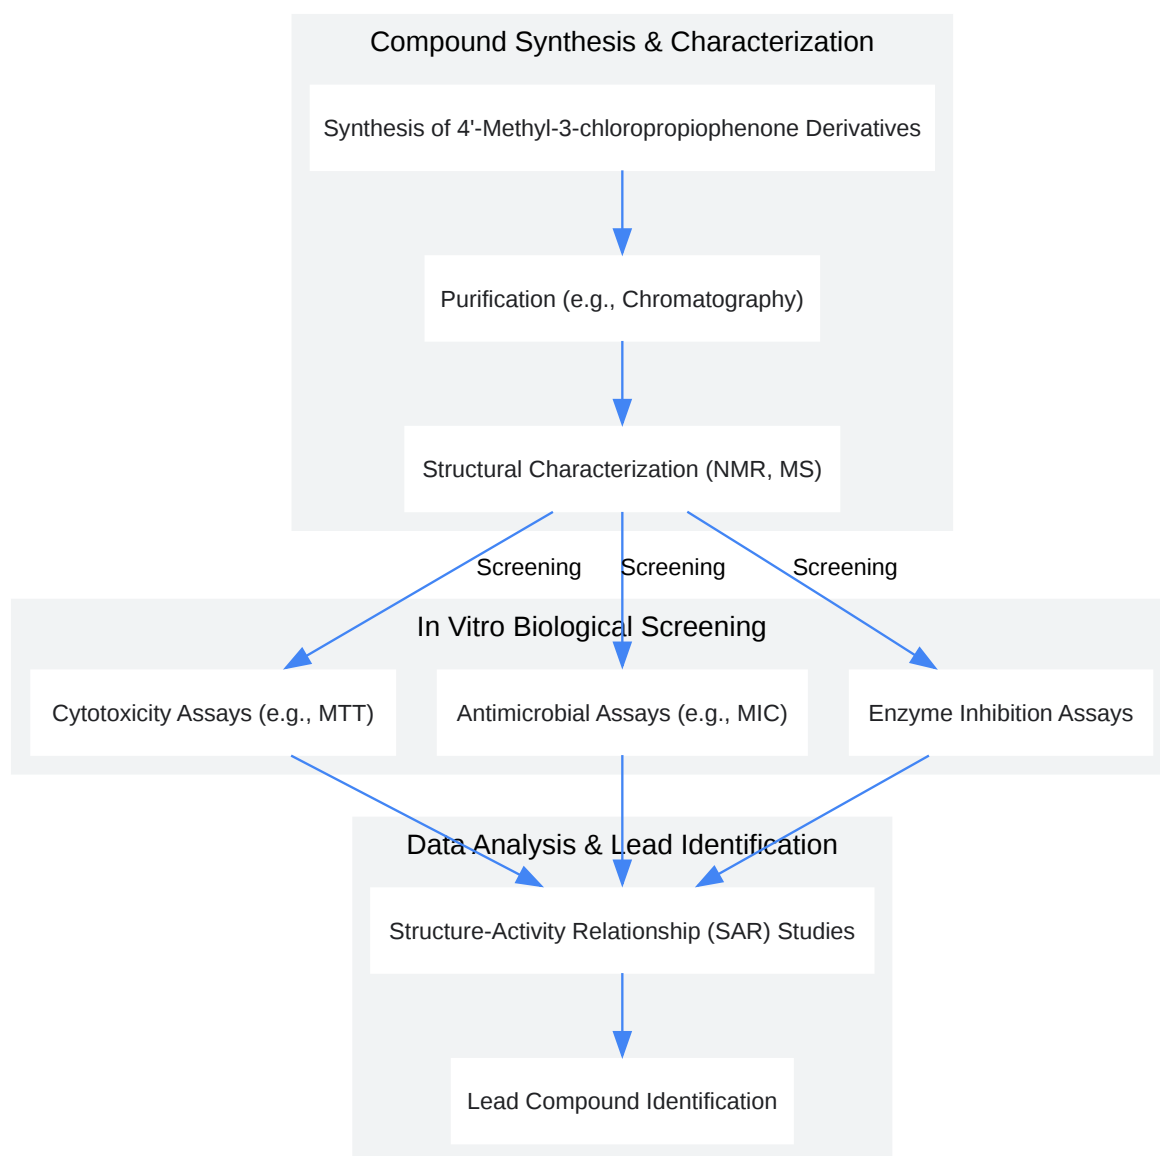 Compound Synthesis & Characterization
Synthesis of 4'-Methyl-3-chloropropiophenone Derivatives
Purification (e.g., Chromatography)
Structural Characterization (NMR, MS)
Screening
Screening
Screening
In Vitro Biological Screening
Cytotoxicity Assays (e.g., MTT)
Antimicrobial Assays (e.g., MIC)
Enzyme Inhibition Assays
Data Analysis & Lead Identification
Structure-Activity Relationship (SAR) Studies
Lead Compound Identification